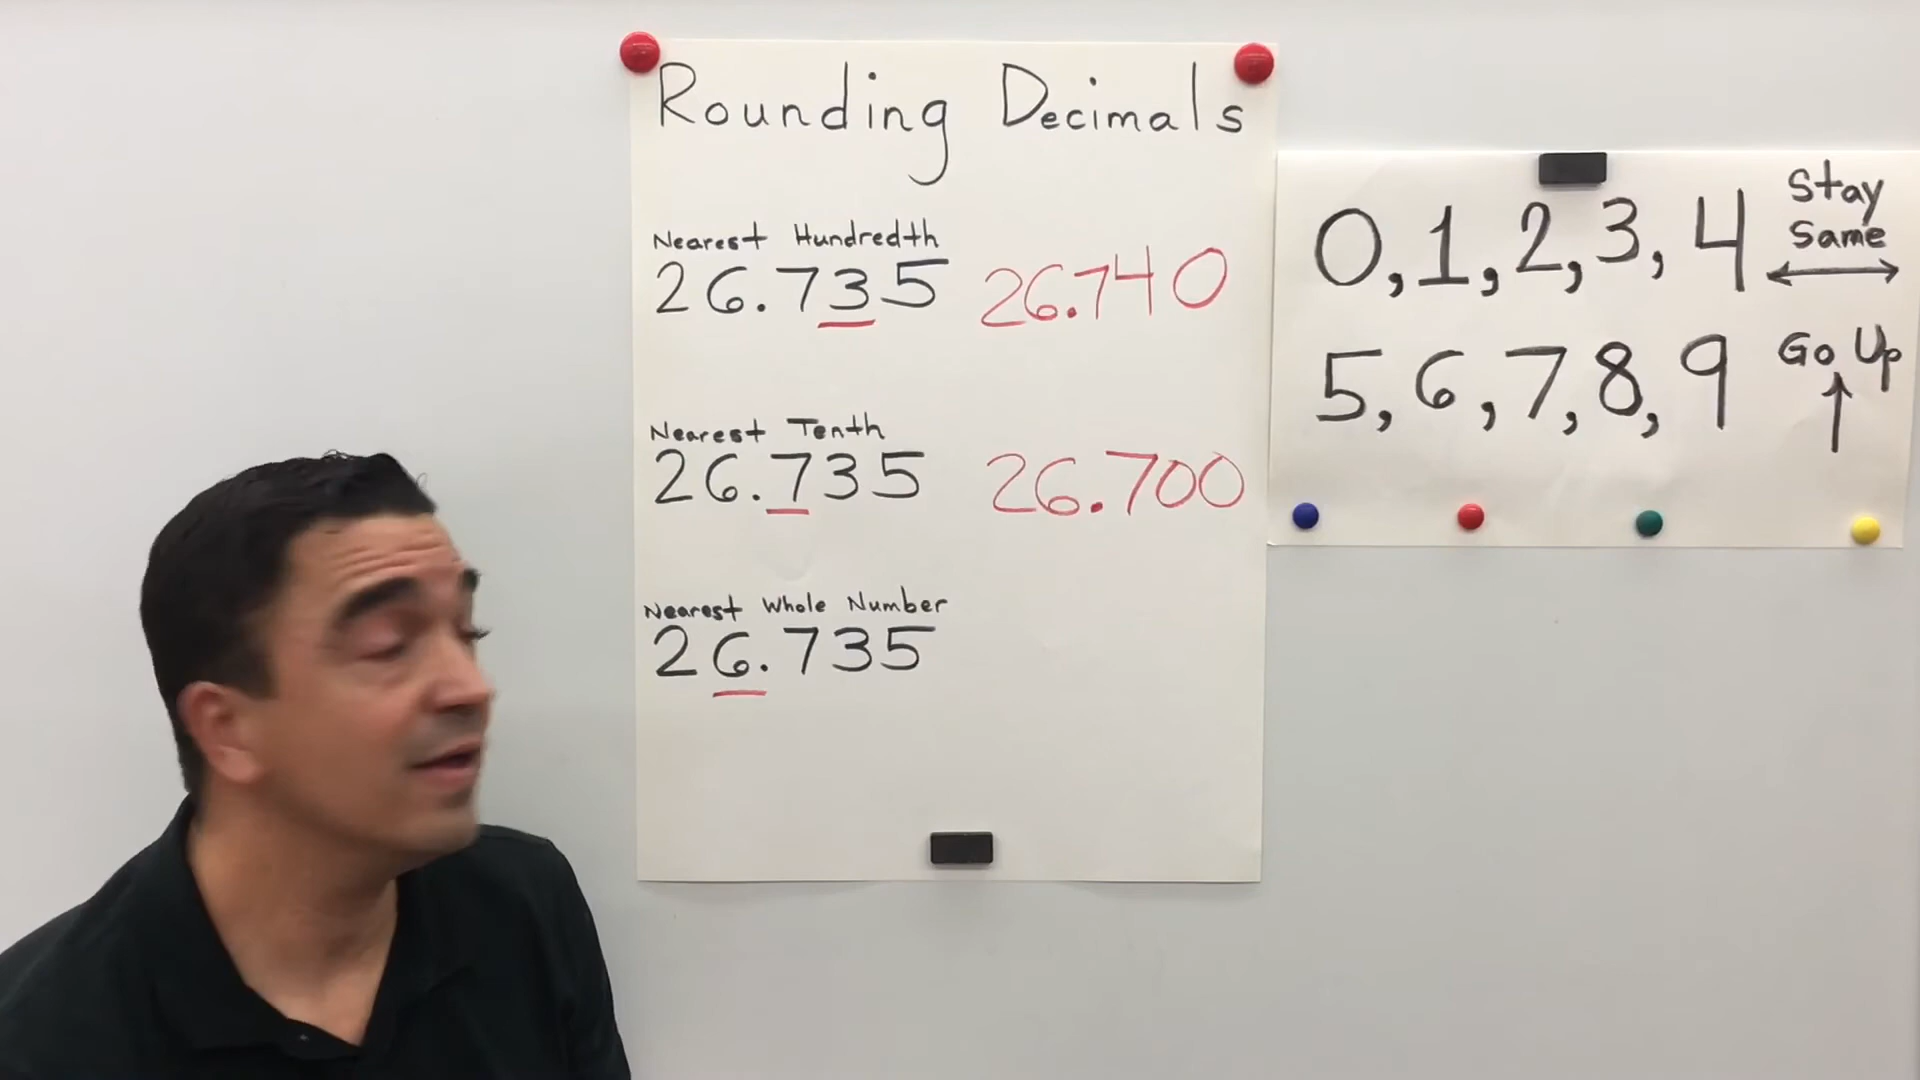 Rounding Decimals
Nearest Hundredth
26.735 26.740
Nearest Tenth
26.735 26.700
Nearest Whole Number
26.735
0, 1, 2, 3, 4 Stay Same
5, 6, 7, 8, 9 Go Up